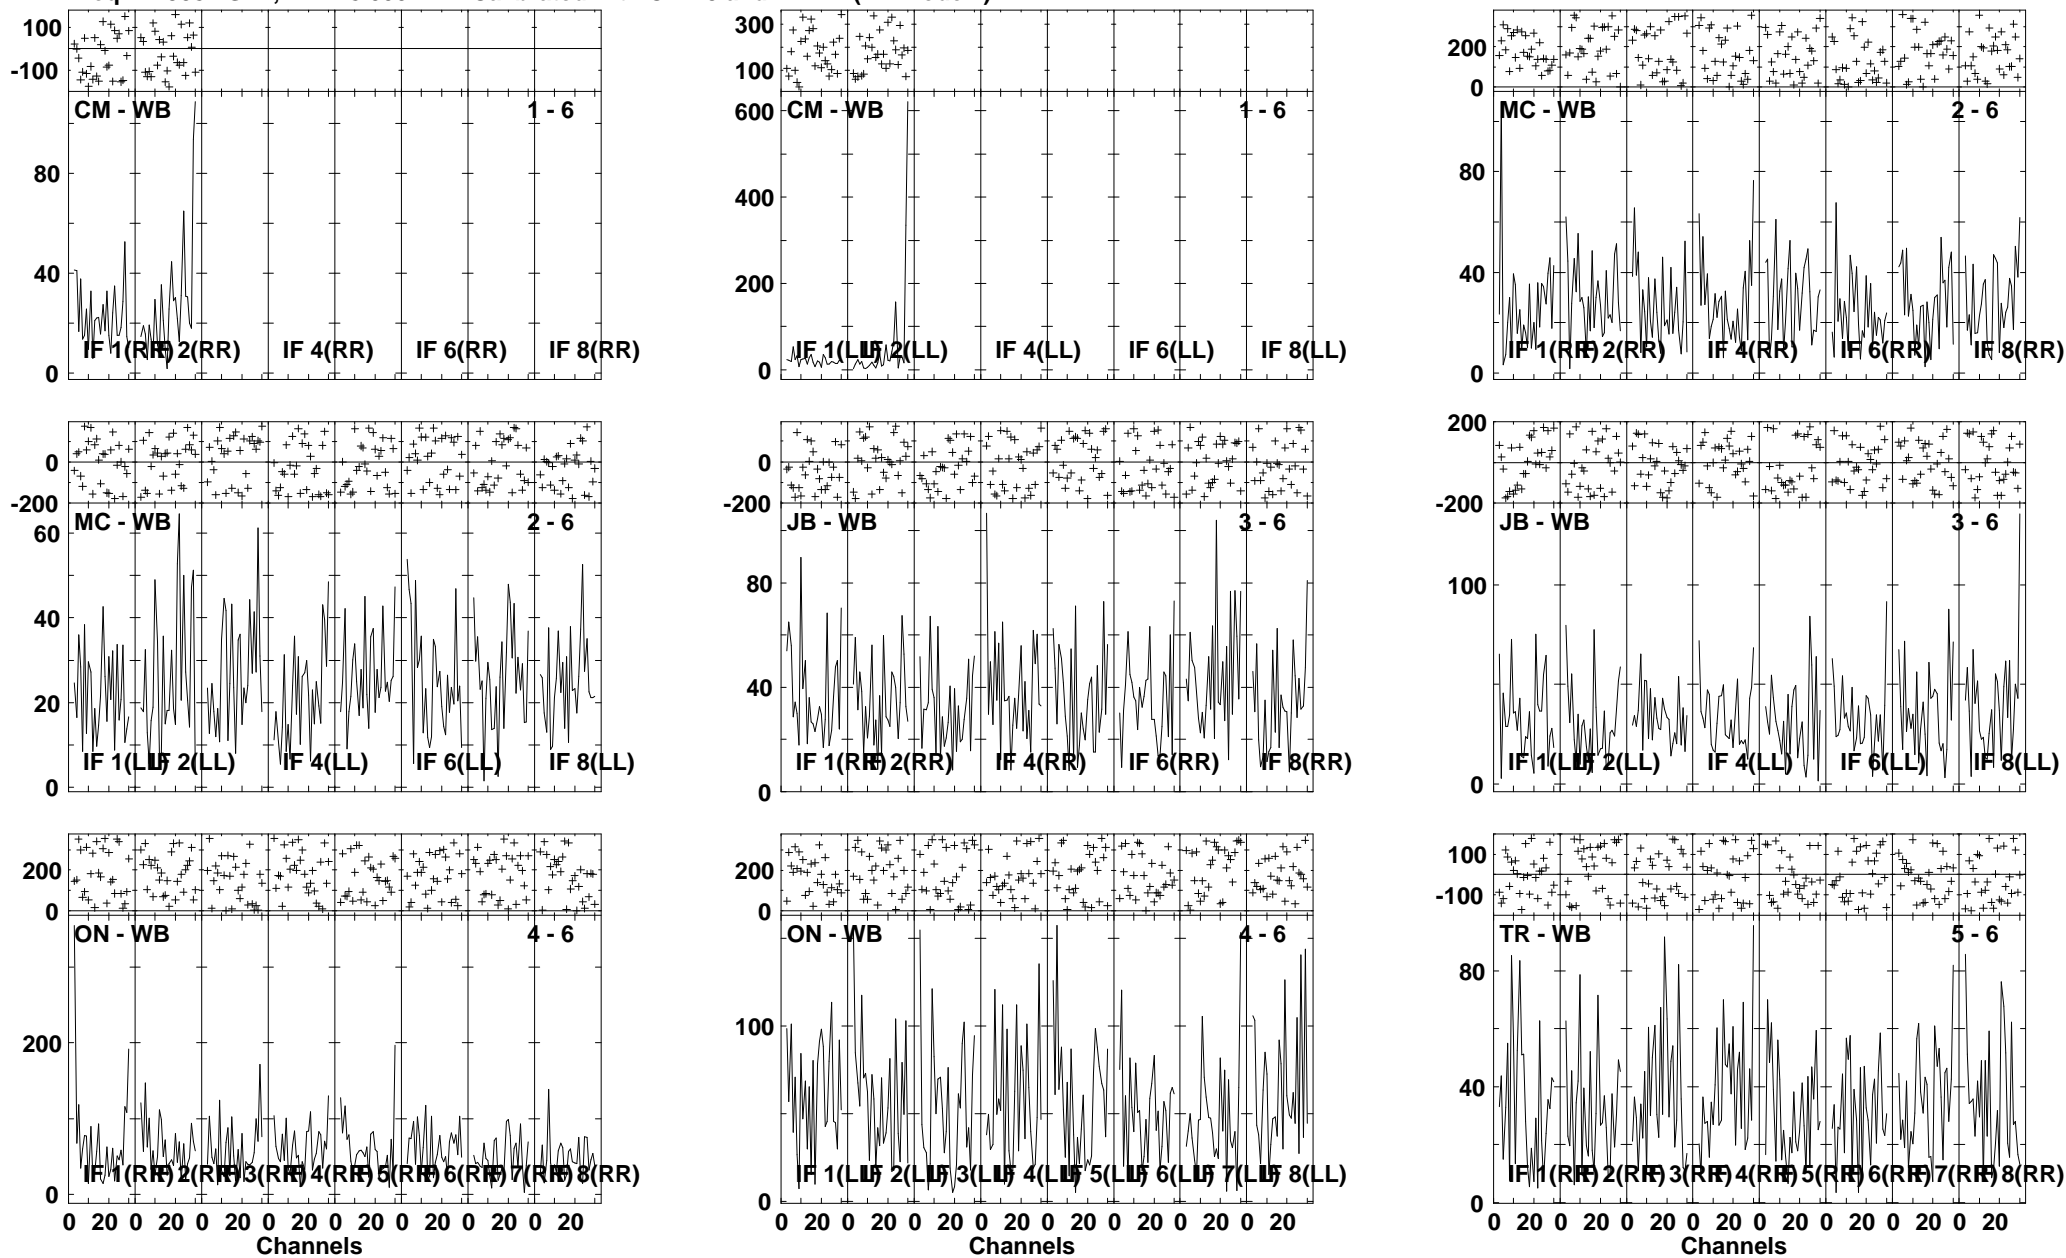 100
-100
CM - WB 1 - 6
80
40
0
IF 1(RR) IF 2(RR) IF 4(RR) IF 6(RR) IF 8(RR)
300
100
CM - WB 1 - 6
600
400
200
0
IF 1(LL) IF 2(LL) IF 4(LL) IF 6(LL) IF 8(LL)
200
0
MC - WB 2 - 6
80
40
0
IF 1(RR) IF 2(RR) IF 4(RR) IF 6(RR) IF 8(RR)
0
-200
MC - WB 2 - 6
60
40
20
0
IF 1(LL) IF 2(LL) IF 4(LL) IF 6(LL) IF 8(LL)
0
-200
JB - WB 3 - 6
80
40
0
IF 1(RR) IF 2(RR) IF 4(RR) IF 6(RR) IF 8(RR)
200
-200
JB - WB 3 - 6
100
0
IF 1(LL) IF 2(LL) IF 4(LL) IF 6(LL) IF 8(LL)
200
0
ON - WB 4 - 6
200
0
IF 1(RR) IF 2(RR) IF 3(RR) IF 4(RR) IF 5(RR) IF 6(RR) IF 7(RR) IF 8(RR)
0 20 0 20 0 20 0 20 0 20 0 20 0 20 0 20
Channels
200
0
ON - WB 4 - 6
100
0
IF 1(LL) IF 2(LL) IF 3(LL) IF 4(LL) IF 5(LL) IF 6(LL) IF 7(LL) IF 8(LL)
0 20 0 20 0 20 0 20 0 20 0 20 0 20 0 20
Channels
100
-100
TR - WB 5 - 6
80
40
0
IF 1(RR) IF 2(RR) IF 3(RR) IF 4(RR) IF 5(RR) IF 6(RR) IF 7(RR) IF 8(RR)
0 20 0 20 0 20 0 20 0 20 0 20 0 20 0 20
Channels